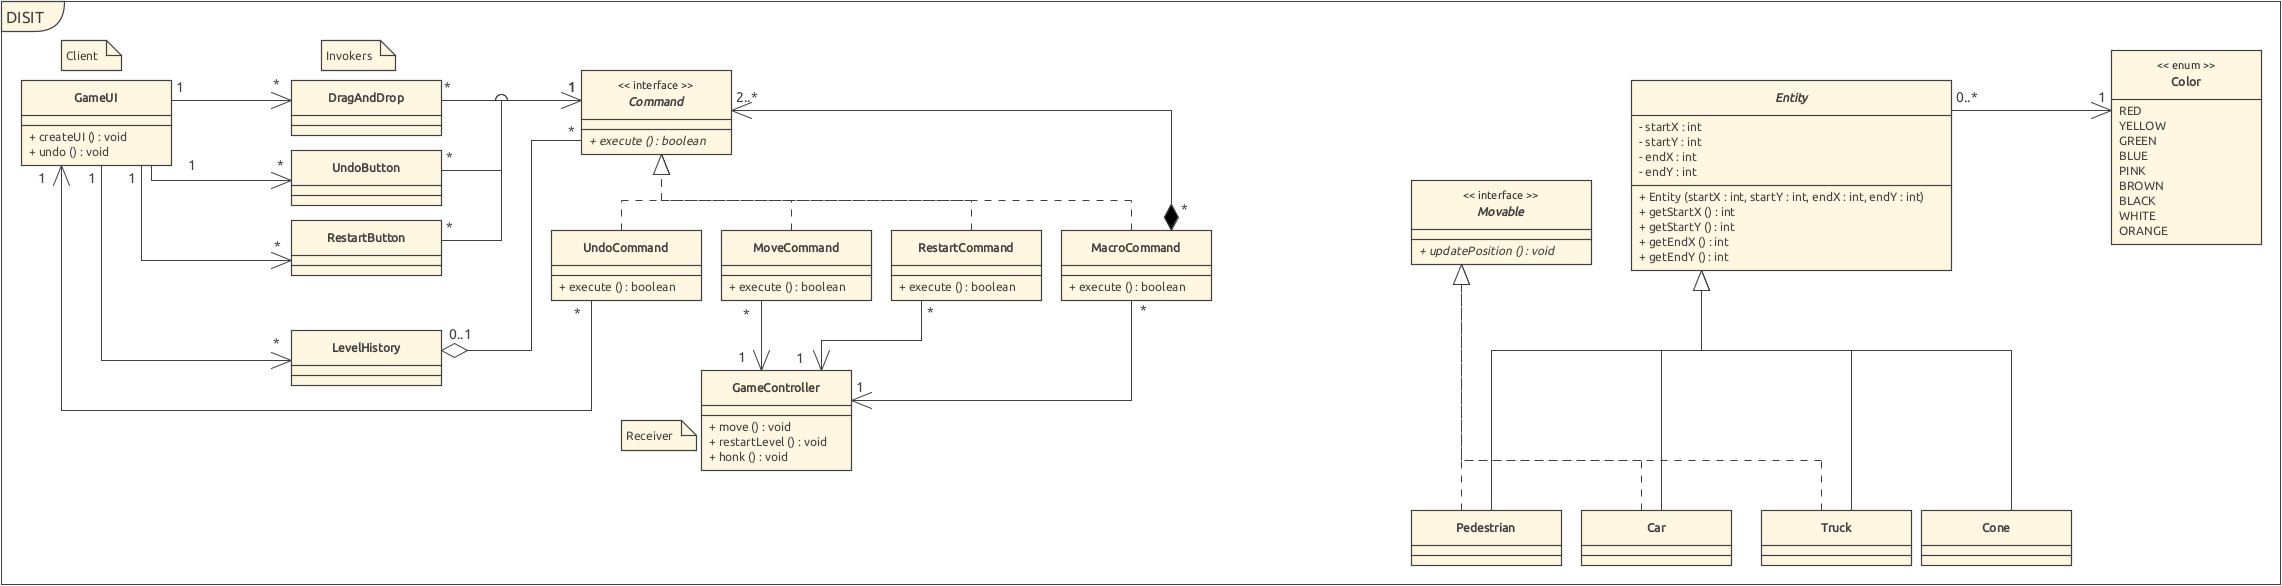 DISIT
Client
GameUI
+ createUI () : void
+ undo () : void
1
*
1
*
1
1
1
*
*
Invokers
DragAndDrop
*
1
UndoButton
*
RestartButton
*
LevelHistory
0..1
*
<< interface >>
Command
+ execute () : boolean
2..*
*
UndoCommand
+ execute () : boolean
*
MoveCommand
+ execute () : boolean
*
1
RestartCommand
+ execute () : boolean
*
1
MacroCommand
+ execute () : boolean
*
1
GameController
+ move () : void
+ restartLevel () : void
+ honk () : void
Receiver
<< interface >>
Movable
+ updatePosition () : void
Entity
- startX : int
- startY : int
- endX : int
- endY : int
+ Entity (startX : int, startY : int, endX : int, endY : int)
+ getStartX () : int
+ getStartY () : int
+ getEndX () : int
+ getEndY () : int
0..*
1
<< enum >>
Color
RED
YELLOW
GREEN
BLUE
PINK
BROWN
BLACK
WHITE
ORANGE
Pedestrian
Car
Truck
Cone